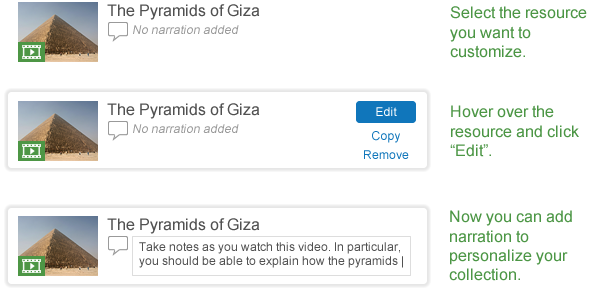 The Pyramids of Giza
No narration added
Select the resource
you want to
customize.
The Pyramids of Giza
No narration added
Edit
Copy
Remove
Hover over the
resource and click
“Edit”.
The Pyramids of Giza
Take notes as you watch this video. In particular,
you should be able to explain how the pyramids |
Now you can add
narration to
personalize your
collection.